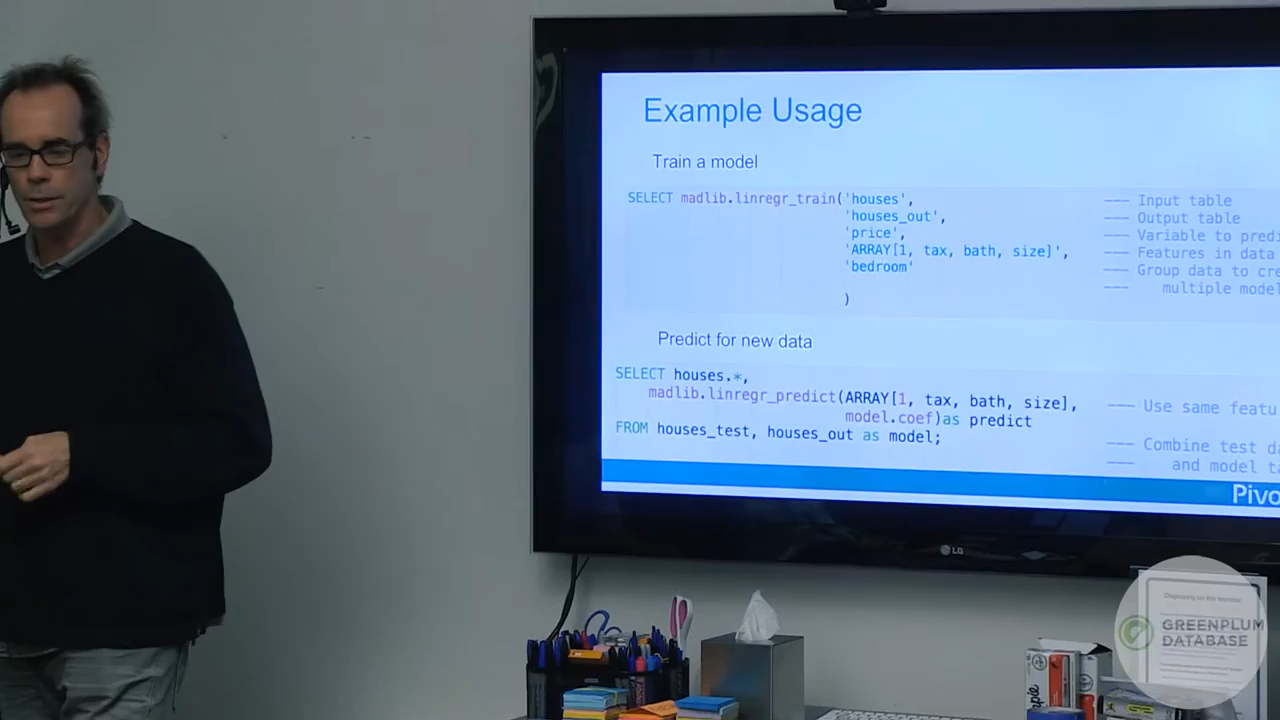 Example Usage
Train a model
SELECT madlib.linregr_train('houses', --- Input table
'houses_out', --- Output table
'price', --- Variable to predi
'ARRAY[1, tax, bath, size]', --- Features in data
'bedroom' --- Group data to cre
--- multiple model
)
Predict for new data
SELECT houses.*,
madlib.linregr_predict(ARRAY[1, tax, bath, size], --- Use same featu
model.coef)as predict
FROM houses_test, houses_out as model; --- Combine test da
--- and model ta
Pivo
LG
GREENPLUM
DATABASE